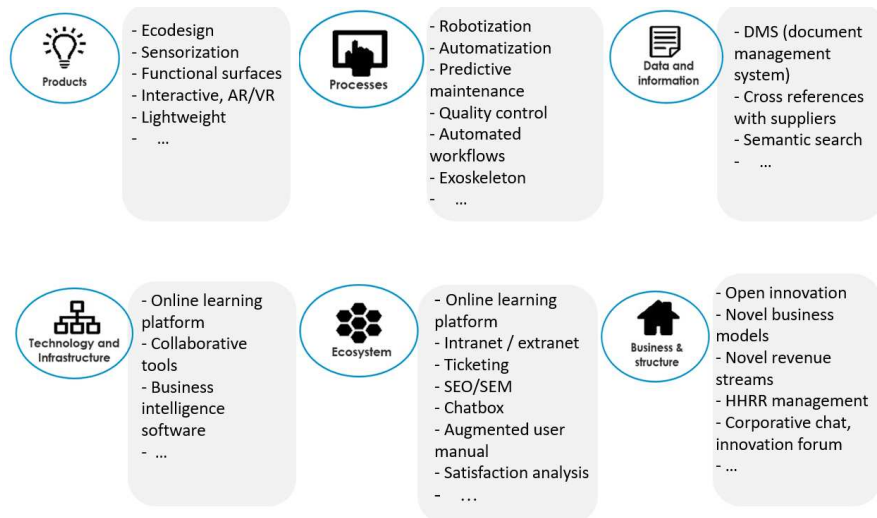 Products
- Ecodesign
- Sensorization
- Functional surfaces
- Interactive, AR/VR
- Lightweight
- ...
Processes
- Robotization
- Automatization
- Predictive
maintenance
- Quality control
- Automated
workflows
- Exoskeleton
- ...
Data and
information
- DMS (document
management
system)
- Cross references
with suppliers
- Semantic search
- ...
Technology and
Infrastructure
- Online learning
platform
- Collaborative
tools
- Business
intelligence
software
- ...
Ecosystem
- Online learning
platform
- Intranet / extranet
- Ticketing
- SEO/SEM
- Chatbox
- Augmented user
manual
- Satisfaction analysis
- ...
Business &
structure
- Open innovation
- Novel business
models
- Novel revenue
streams
- HHRR management
- Corporative chat,
innovation forum
- ...